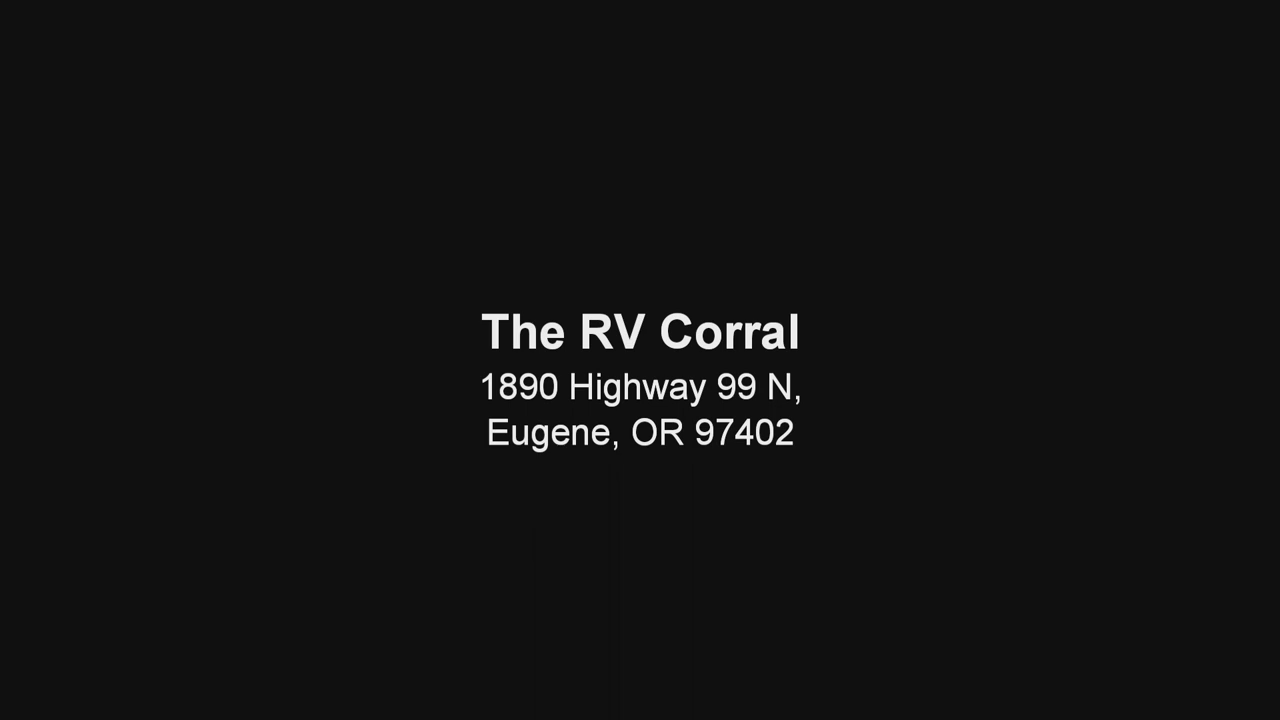 The RV Corral
1890 Highway 99 N,
Eugene, OR 97402